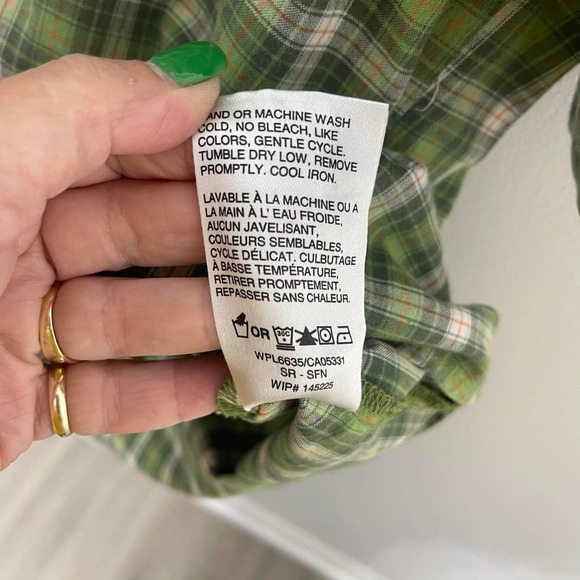 HAND OR MACHINE WASH
COLD, NO BLEACH, LIKE
COLORS, GENTLE CYCLE.
TUMBLE DRY LOW, REMOVE
PROMPTLY. COOL IRON.
LAVABLE À LA MACHINE OU A
LA MAIN À L' EAU FROIDE,
AUCUN JAVELISANT,
COULEURS SEMBLABLES,
CYCLE DÉLICAT. CULBUTAGE
À BASSE TEMPÉRATURE,
RETIRER PROMPTEMENT,
REPASSER SANS CHALEUR.
OR 30C
WPL6635/CA05331
SR - SFN
WIP# 145225